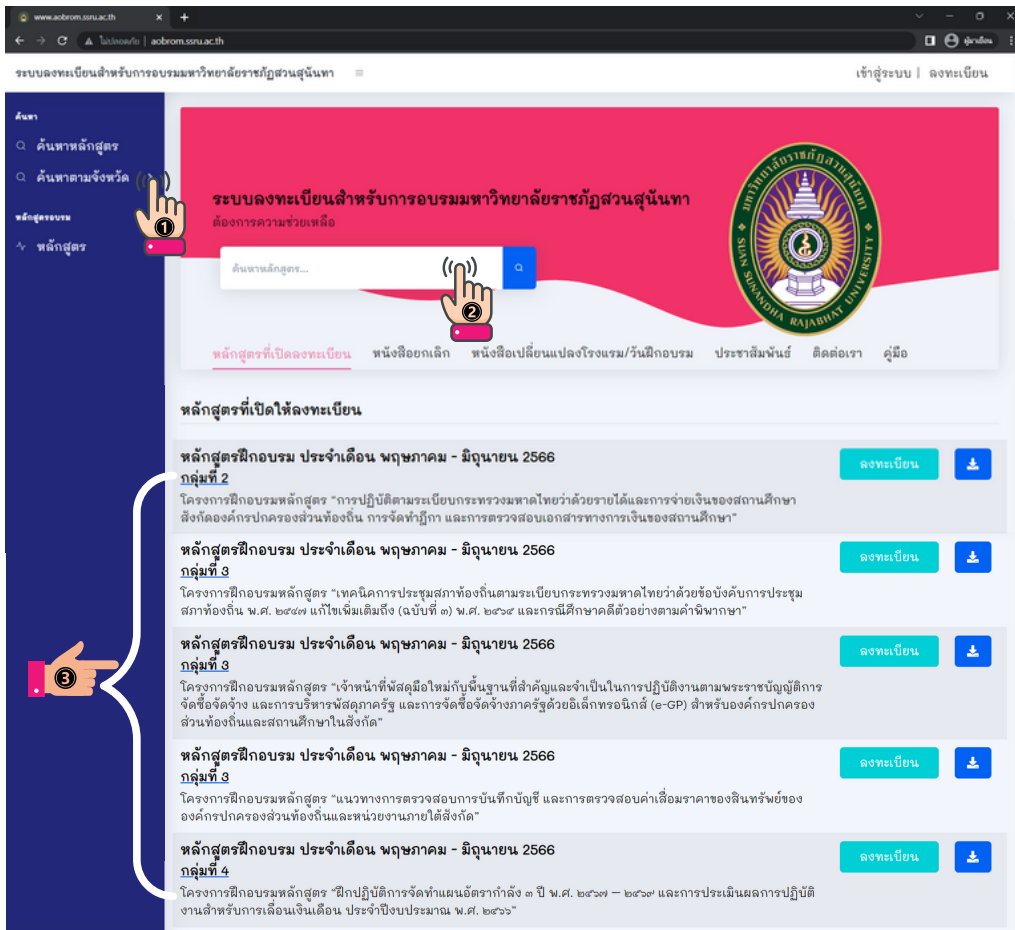 www.aobrom.ssru.ac.th
ไม่ปลอดภัย | aobrom.ssru.ac.th
ผู้มาเยือน
ระบบลงทะเบียนสำหรับการอบรมมหาวิทยาลัยราชภัฏสวนสุนันทา
เข้าสู่ระบบ | ลงทะเบียน
ค้นหา
ค้นหาหลักสูตร
ค้นหาตามจังหวัด
หลักสูตรอบรม
หลักสูตร
1
ระบบลงทะเบียนสำหรับการอบรมมหาวิทยาลัยราชภัฏสวนสุนันทา
ต้องการความช่วยเหลือ
ค้นหาหลักสูตร...
2
มหาวิทยาลัยราชภัฏสวนสุนันทา
SUAN SUNANDHA RAJABHAT UNIVERSITY
หลักสูตรที่เปิดลงทะเบียน หนังสือยกเลิก หนังสือเปลี่ยนแปลงโรงแรม/วันฝึกอบรม ประชาสัมพันธ์ ติดต่อเรา คู่มือ
หลักสูตรที่เปิดให้ลงทะเบียน
หลักสูตรฝึกอบรม ประจำเดือน พฤษภาคม - มิถุนายน 2566
กลุ่มที่ 2
โครงการฝึกอบรมหลักสูตร "การปฏิบัติตามระเบียบกระทรวงมหาดไทยว่าด้วยรายได้และการจ่ายเงินของสถานศึกษา
สังกัดองค์กรปกครองส่วนท้องถิ่น การจัดทำฎีกา และการตรวจสอบเอกสารทางการเงินของสถานศึกษา"
ลงทะเบียน
หลักสูตรฝึกอบรม ประจำเดือน พฤษภาคม - มิถุนายน 2566
กลุ่มที่ 3
โครงการฝึกอบรมหลักสูตร "เทคนิคการประชุมสภาท้องถิ่นตามระเบียบกระทรวงมหาดไทยว่าด้วยข้อบังคับการประชุม
สภาท้องถิ่น พ.ศ. ๒๕๔๗ แก้ไขเพิ่มเติมถึง (ฉบับที่ ๓) พ.ศ. ๒๕๖๔ และกรณีศึกษาคดีตัวอย่างตามคำพิพากษา"
ลงทะเบียน
หลักสูตรฝึกอบรม ประจำเดือน พฤษภาคม - มิถุนายน 2566
กลุ่มที่ 3
โครงการฝึกอบรมหลักสูตร "เจ้าหน้าที่พัสดุมือใหม่กับพื้นฐานที่สำคัญและจำเป็นในการปฏิบัติงานตามพระราชบัญญัติการ
จัดซื้อจัดจ้าง และการบริหารพัสดุภาครัฐ และการจัดซื้อจัดจ้างภาครัฐด้วยอิเล็กทรอนิกส์ (e-GP) สำหรับองค์กรปกครอง
ส่วนท้องถิ่นและสถานศึกษาในสังกัด"
ลงทะเบียน
3
หลักสูตรฝึกอบรม ประจำเดือน พฤษภาคม - มิถุนายน 2566
กลุ่มที่ 3
โครงการฝึกอบรมหลักสูตร "แนวทางการตรวจสอบการบันทึกบัญชี และการตรวจสอบค่าเสื่อมราคาของสินทรัพย์ของ
องค์กรปกครองส่วนท้องถิ่นและหน่วยงานภายใต้สังกัด"
ลงทะเบียน
หลักสูตรฝึกอบรม ประจำเดือน พฤษภาคม - มิถุนายน 2566
กลุ่มที่ 4
โครงการฝึกอบรมหลักสูตร "ฝึกปฏิบัติการจัดทำแผนอัตรากำลัง ๓ ปี พ.ศ. ๒๕๖๗ – ๒๕๖๙ และการประเมินผลการปฏิบัติ
งานสำหรับการเลื่อนเงินเดือน ประจำปีงบประมาณ พ.ศ. ๒๕๖๖"
ลงทะเบียน